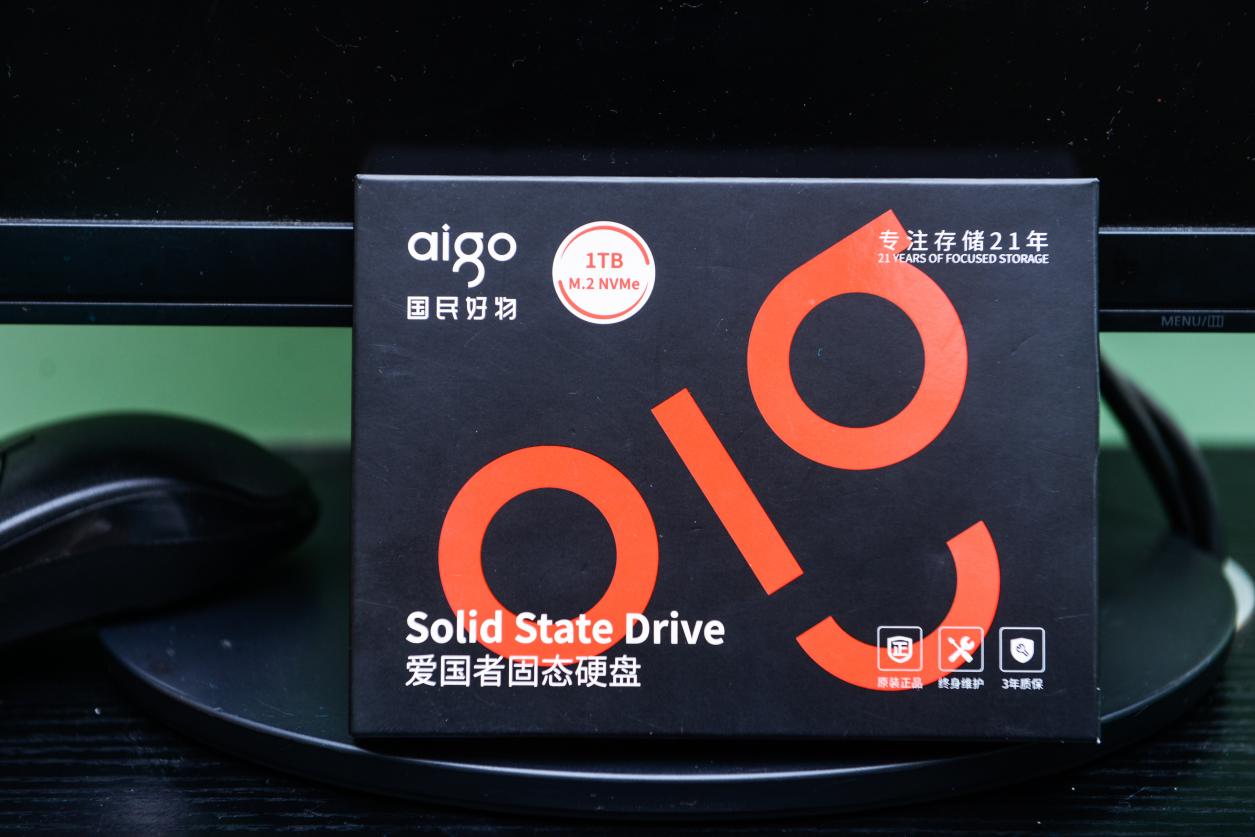 aigo
国民好物
1TB
M.2 NVMe
专注存储21年
21 YEARS OF FOCUSED STORAGE
MENU/
Solid State Drive
爱国者固态硬盘
正
原装正品
终身维护
3年质保